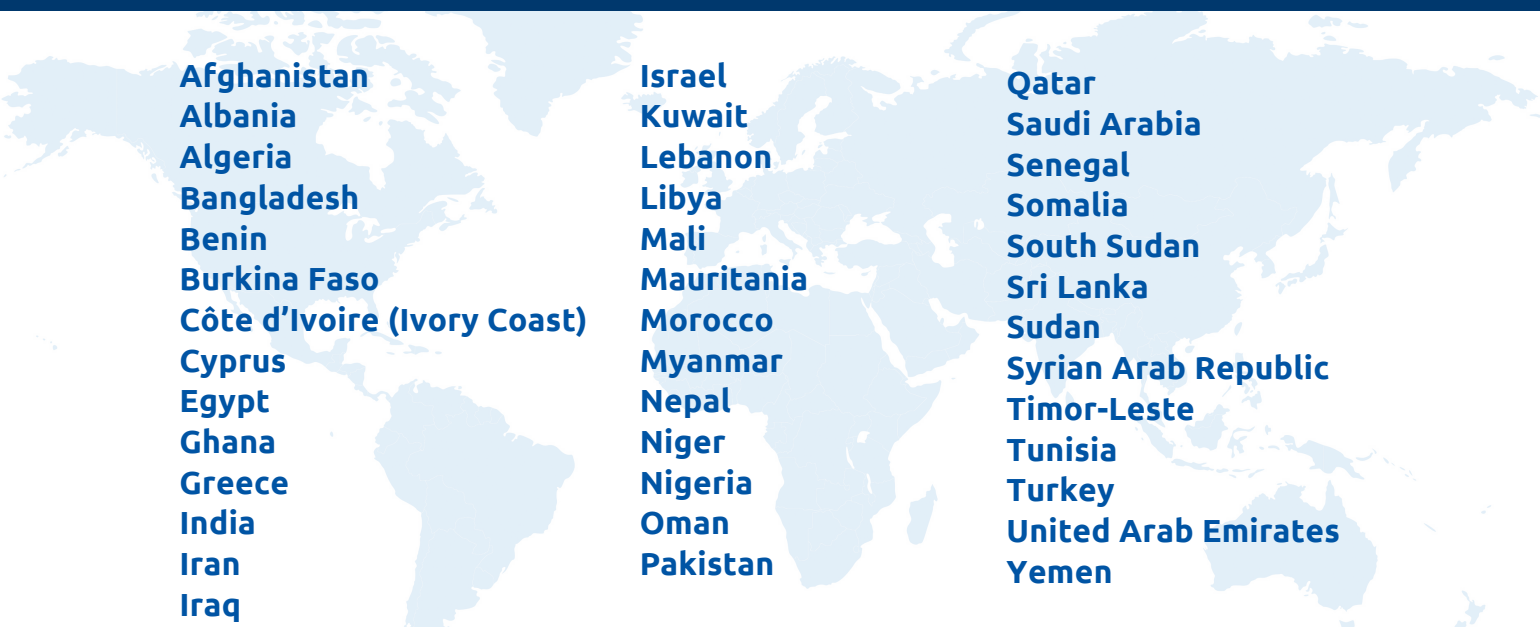 Afghanistan
Albania
Algeria
Bangladesh
Benin
Burkina Faso
Côte d’Ivoire (Ivory Coast)
Cyprus
Egypt
Ghana
Greece
India
Iran
Iraq
Israel
Kuwait
Lebanon
Libya
Mali
Mauritania
Morocco
Myanmar
Nepal
Niger
Nigeria
Oman
Pakistan
Qatar
Saudi Arabia
Senegal
Somalia
South Sudan
Sri Lanka
Sudan
Syrian Arab Republic
Timor-Leste
Tunisia
Turkey
United Arab Emirates
Yemen